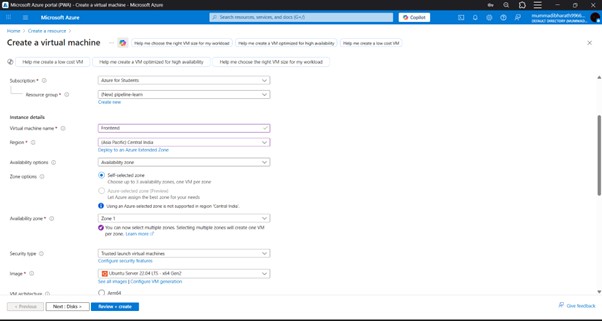 Azure portal (PWA) - Create a virtual machine - Microsoft Azure
Microsoft Azure
Search resources, services, and docs (G+/)
Copilot
DEFAULT DIRECTORY
Home > Create a resource >
Create a virtual machine
Help me choose the right VM size for my workload
Help me create a VM optimized for high availability
Help me create a low cost VM
Help me create a low cost VM
Help me create a VM optimized for high availability
Help me choose the right VM size for my workload
Subscription *
Azure for Students
Resource group *
(New) pipeline-learn
Create new
Instance details
Virtual machine name *
Frontend
Region *
(Asia Pacific) Central India
Deploy to an Azure Extended Zone
Availability options
Availability zone
Zone options
Self-selected zone
Choose up to 3 availability zones, one VM per zone
Azure-selected zone (Preview)
Let Azure assign the best zone for your needs
Using an Azure-selected zone is not supported in region 'Central India'.
Availability zone *
Zone 1
You can now select multiple zones. Selecting multiple zones will create one VM
per zone. Learn more
Security type
Trusted launch virtual machines
Configure security features
Image *
Ubuntu Server 22.04 LTS - x64 Gen2
See all images | Configure VM generation
VM architecture
Arm64
< Previous
Next : Disks >
Review + create
Give feedback